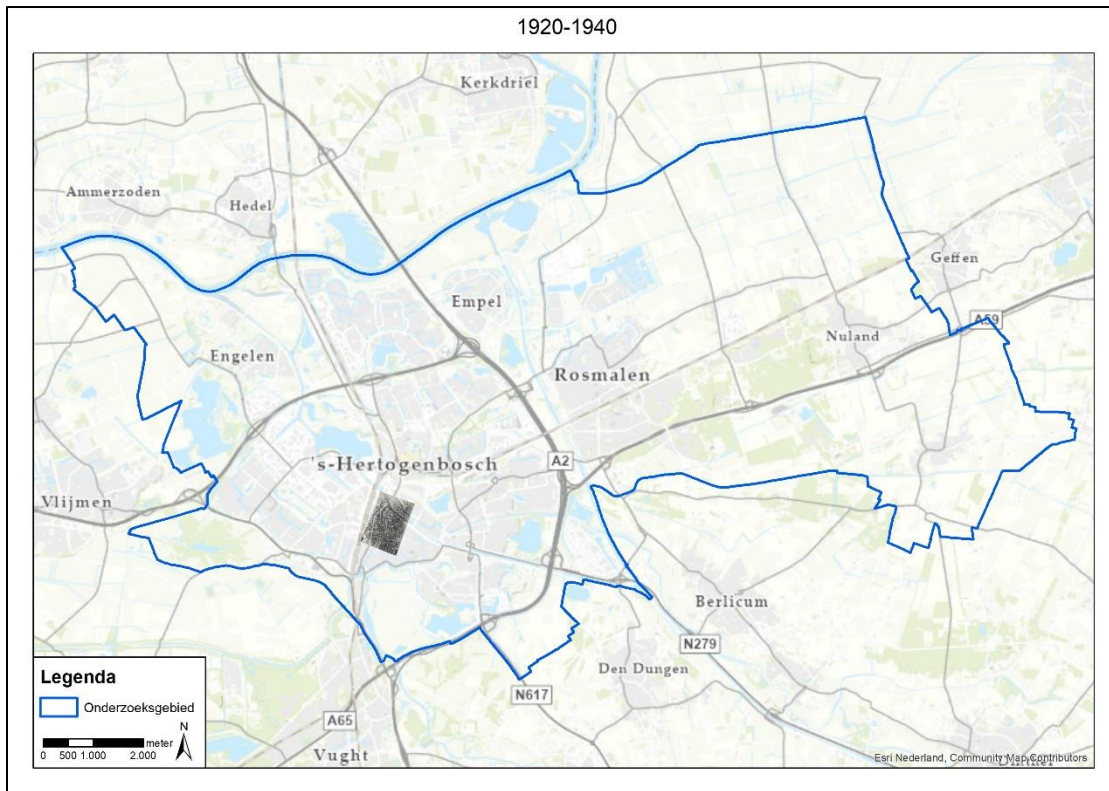 1920-1940
Kerkdriel
Ammerzoden
Hedel
Geffen
Empel
A59
Nuland
Engelen
Rosmalen
's-Hertogenbosch
A2
Vlijmen
Berlicum
N279
Den Dungen
N617
A65
Vught
Legenda
Onderzoeksgebied
N
meter
0 500 1.000 2.000
Esri Nederland, Community Map Contributors